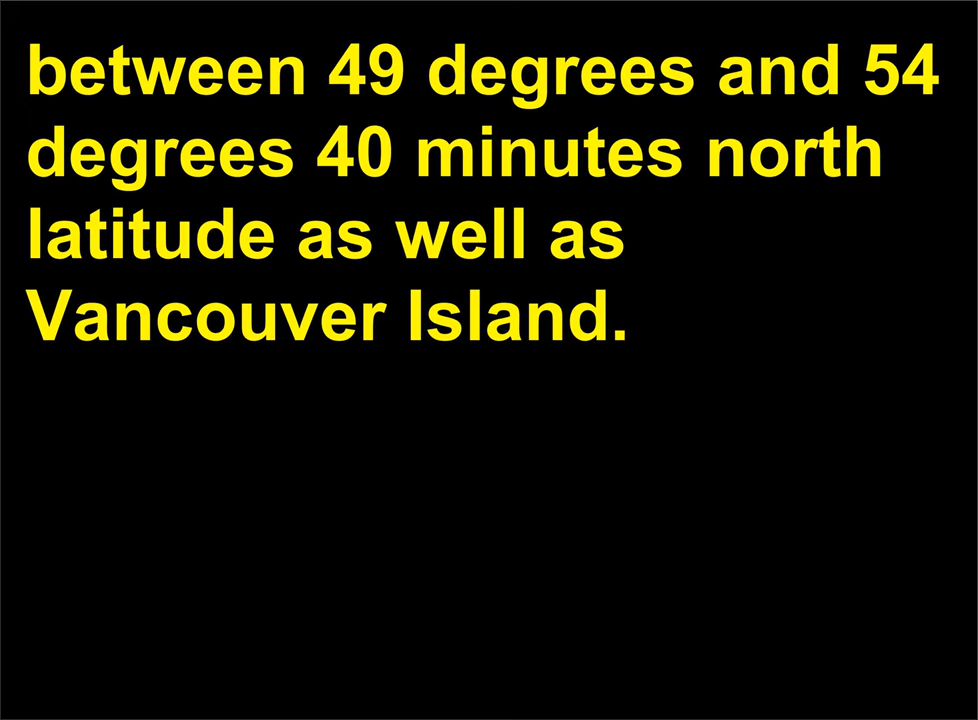 between 49 degrees and 54
degrees 40 minutes north
latitude as well as
Vancouver Island.